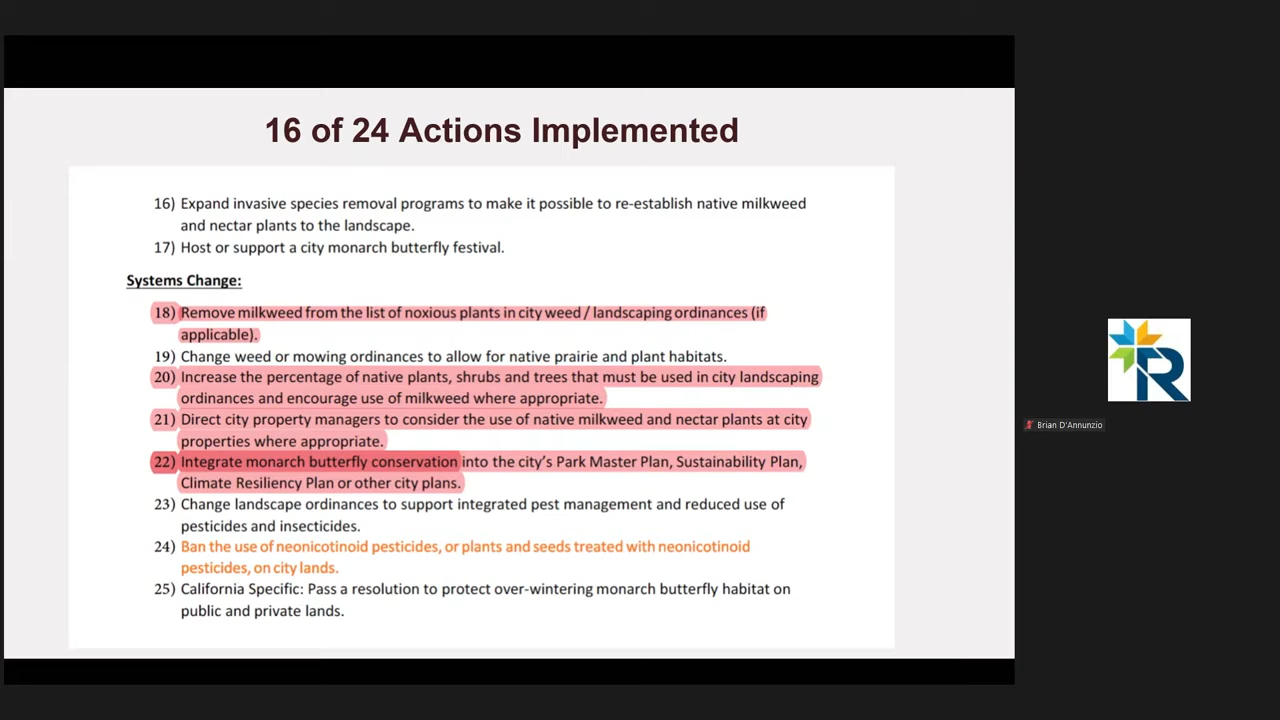 16 of 24 Actions Implemented
16) Expand invasive species removal programs to make it possible to re-establish native milkweed
and nectar plants to the landscape.
17) Host or support a city monarch butterfly festival.
Systems Change:
18) Remove milkweed from the list of noxious plants in city weed / landscaping ordinances (if
applicable).
19) Change weed or mowing ordinances to allow for native prairie and plant habitats.
20) Increase the percentage of native plants, shrubs and trees that must be used in city landscaping
ordinances and encourage use of milkweed where appropriate.
21) Direct city property managers to consider the use of native milkweed and nectar plants at city
properties where appropriate.
22) Integrate monarch butterfly conservation into the city's Park Master Plan, Sustainability Plan,
Climate Resiliency Plan or other city plans.
23) Change landscape ordinances to support integrated pest management and reduced use of
pesticides and insecticides.
24) Ban the use of neonicotinoid pesticides, or plants and seeds treated with neonicotinoid
pesticides, on city lands.
25) California Specific: Pass a resolution to protect over-wintering monarch butterfly habitat on
public and private lands.
R
Brian D'Annunzio